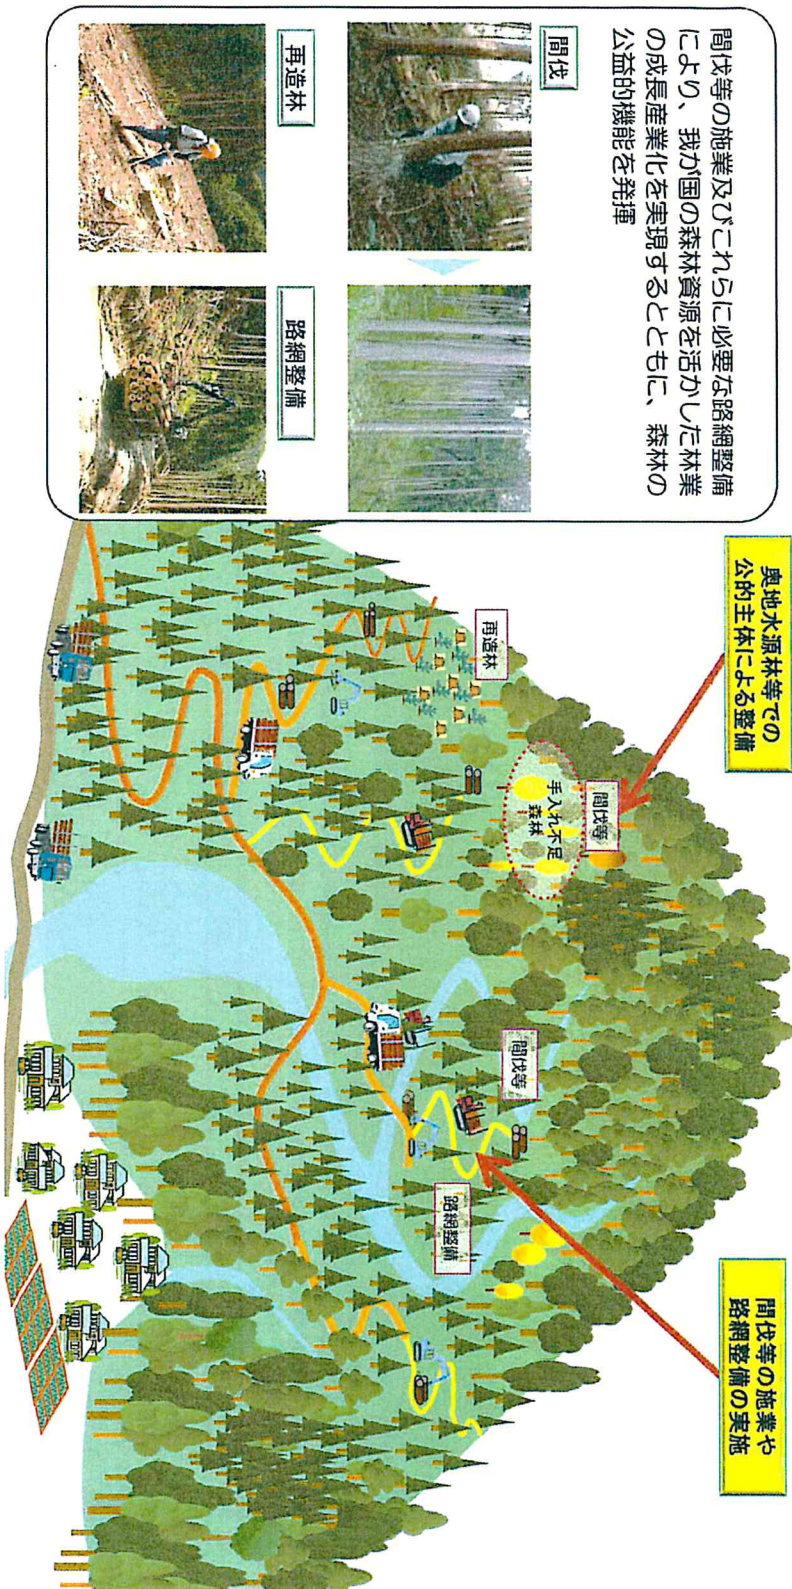 間伐等の施業及びこれらに必要な路網整備
により、我が国の森林資源を活かした林業
の成長産業化を実現するとともに、森林の
公益的機能を発揮
間伐
再造林
路網整備
奥地水源林等での
公的主体による整備
間伐等の施業や
路網整備の実施
再造林
間伐等
手入れ不足
森林
間伐等
路網整備